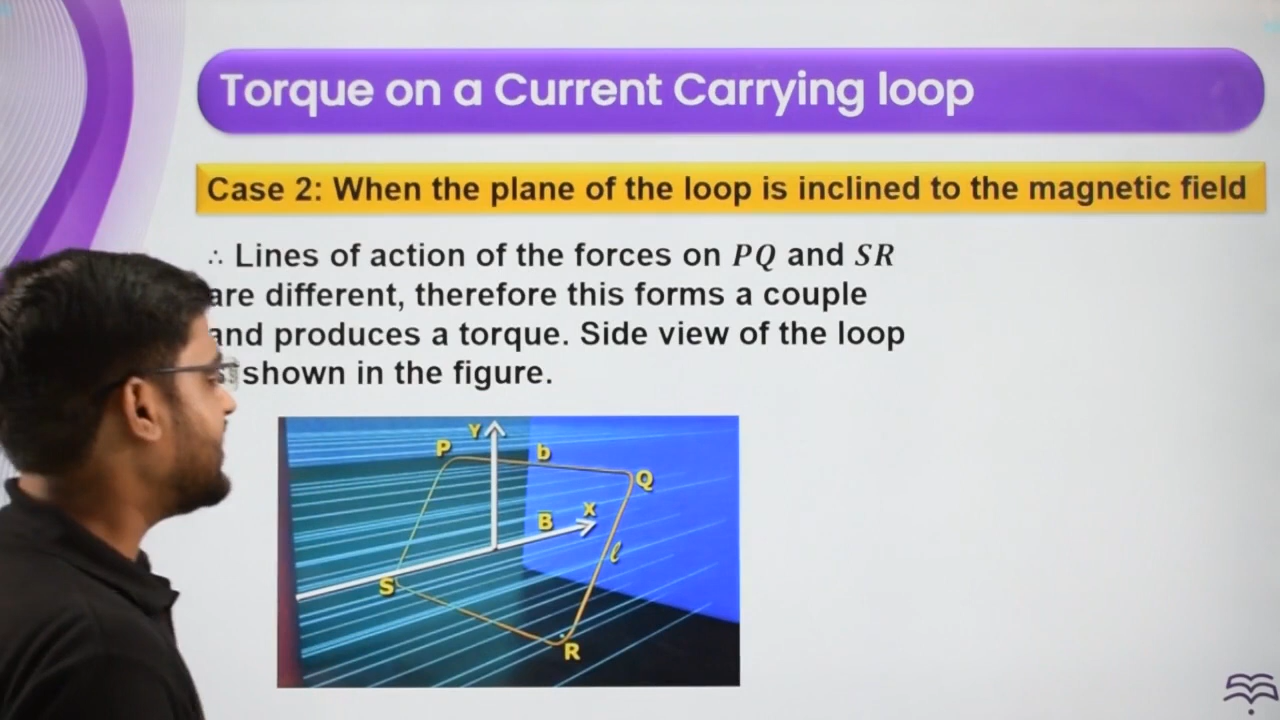 Torque on a Current Carrying loop
Case 2: When the plane of the loop is inclined to the magnetic field
∴ Lines of action of the forces on PQ and SR
are different, therefore this forms a couple
and produces a torque. Side view of the loop
shown in the figure.
Y
P
b
Q
X
B̅
ℓ
S
R